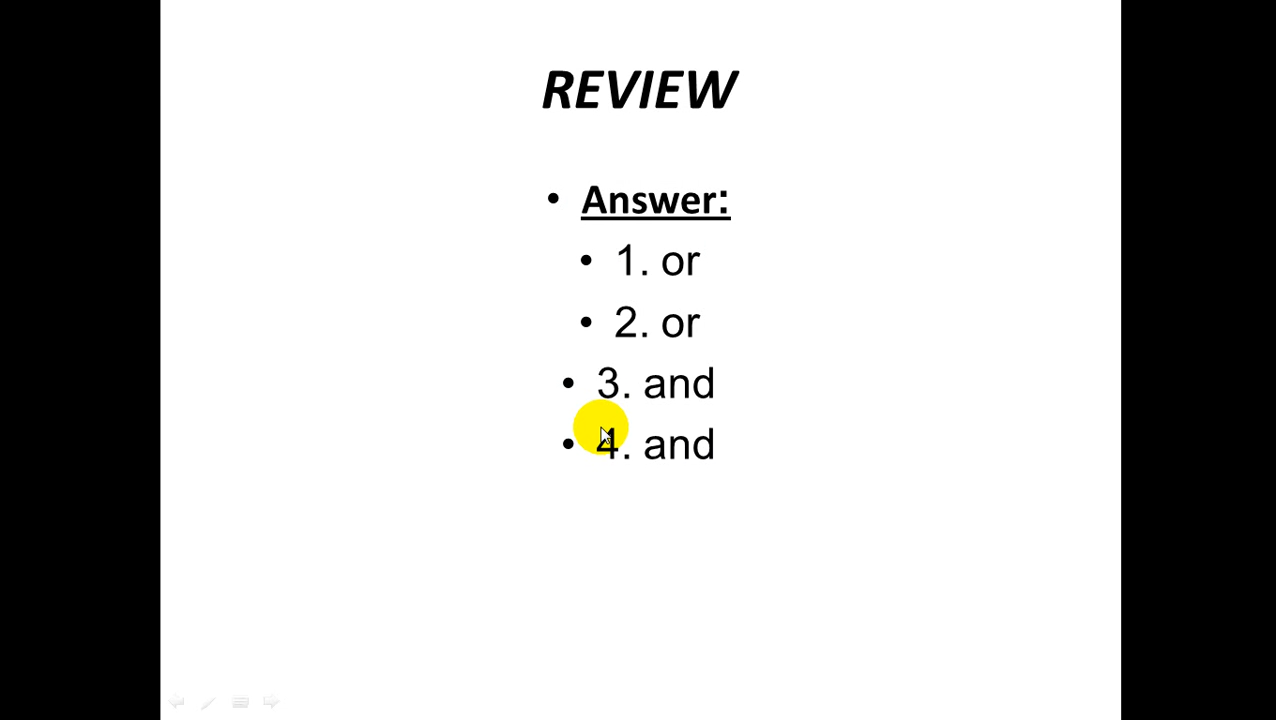 REVIEW
• Answer:
• 1. or
• 2. or
• 3. and
• 4. and